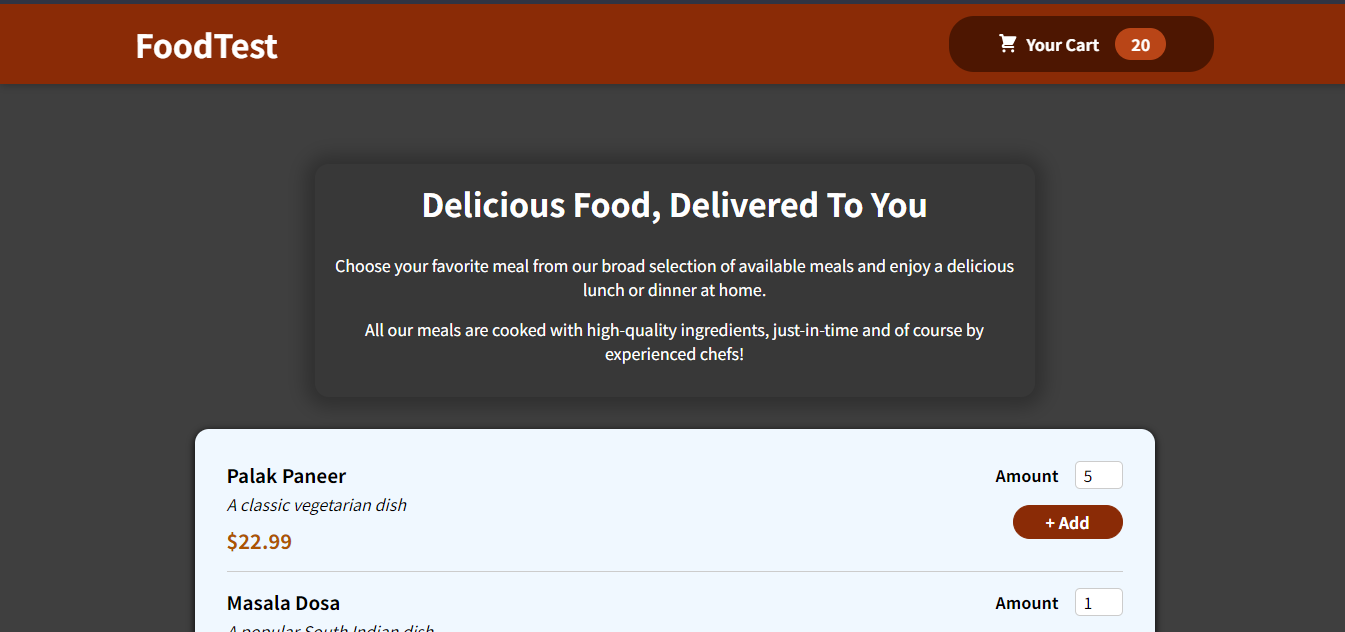 FoodTest
Your Cart 20
Delicious Food, Delivered To You
Choose your favorite meal from our broad selection of available meals and enjoy a delicious
lunch or dinner at home.
All our meals are cooked with high-quality ingredients, just-in-time and of course by
experienced chefs!
Palak Paneer
Amount 5
A classic vegetarian dish
+ Add
$22.99
Masala Dosa
Amount 1
A popular South Indian dish